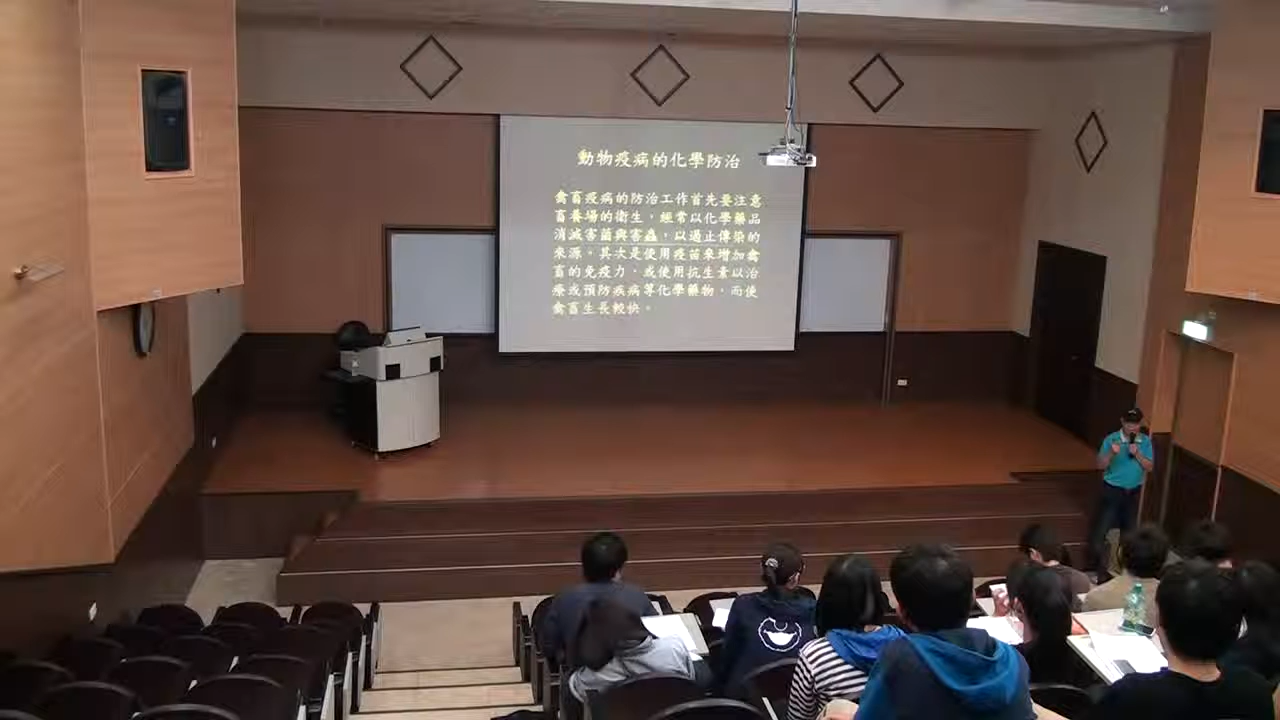 動物疫病的化學防治
禽畜疫病的防治工作首先要注意
畜養場的衛生，經常以化學藥品
消滅害菌與害蟲，以遏止傳染的
來源。其次是使用疫苗來增加禽
畜的免疫力，或使用抗生素以治
療或預防疾病等化學藥物，而使
禽畜生長較快。